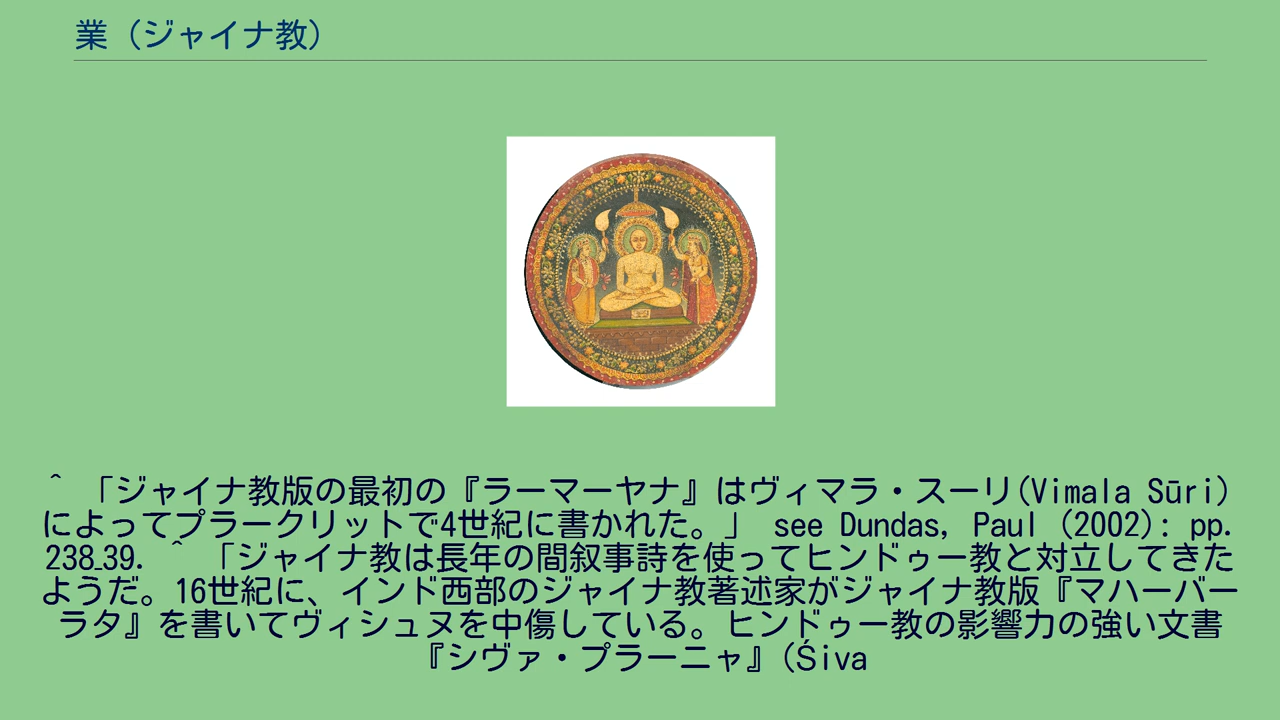 業（ジャイナ教）
^ 「ジャイナ教版の最初の『ラーマーヤナ』はヴィマラ・スーリ(Vimala Sūri)
によってプラークリットで4世紀に書かれた。」 see Dundas, Paul (2002): pp.
238–39. ^ 「ジャイナ教は長年の間叙事詩を使ってヒンドゥー教と対立してきた
ようだ。16世紀に、インド西部のジャイナ教著述家がジャイナ教版『マハーバー
ラタ』を書いてヴィシュヌを中傷している。ヒンドゥー教の影響力の強い文書
『シヴァ・プラーニャ』(Śiva